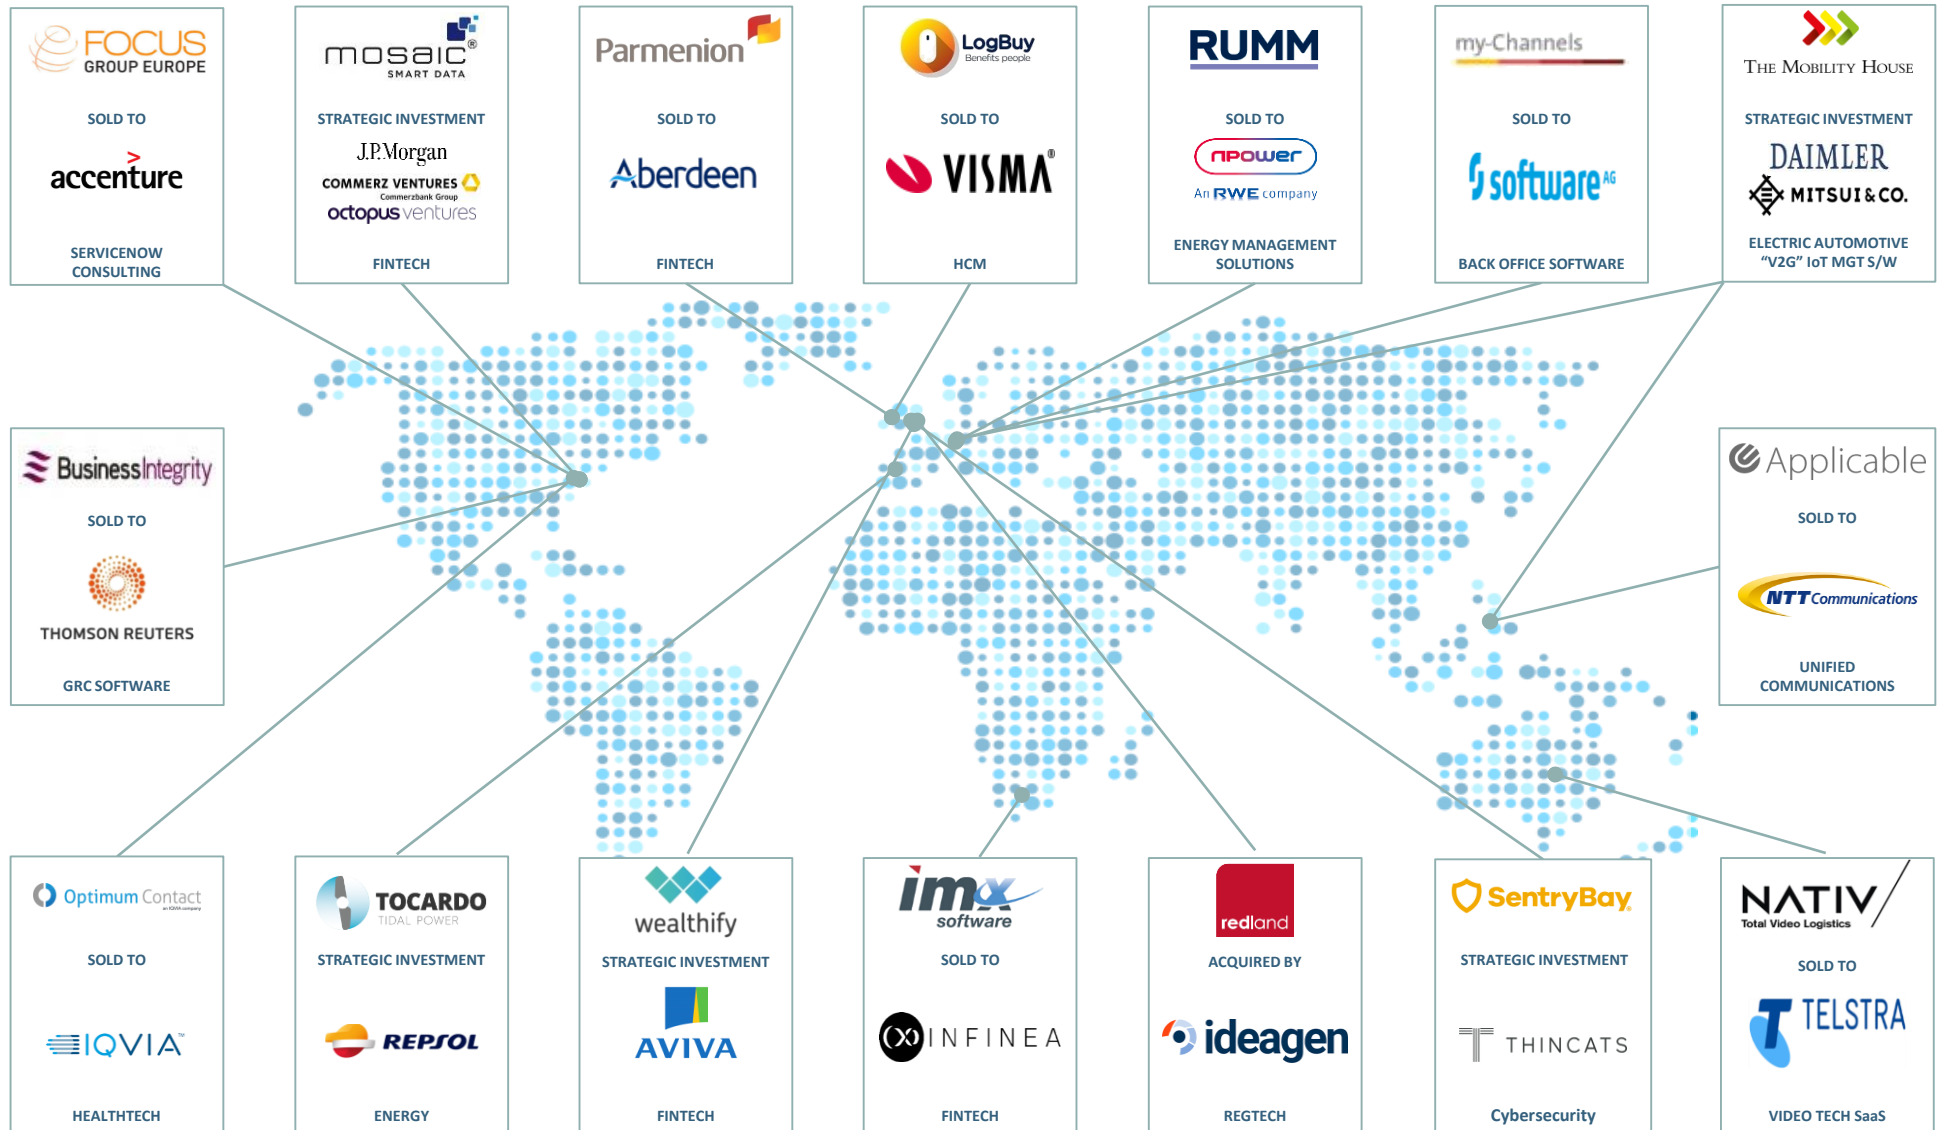 FOCUS
GROUP EUROPE
SOLD TO
accenture
SERVICENOW
CONSULTING
mosaic®
SMART DATA
STRATEGIC INVESTMENT
J.P.Morgan
COMMERZ VENTURES
Commerzbank Group
octopus ventures
FINTECH
Parmenion
SOLD TO
Aberdeen
FINTECH
LogBuy
Benefits people
SOLD TO
VISMA®
HCM
RUMM
SOLD TO
npower
An RWE company
ENERGY MANAGEMENT
SOLUTIONS
my-Channels
SOLD TO
software AG
BACK OFFICE SOFTWARE
THE MOBILITY HOUSE
STRATEGIC INVESTMENT
DAIMLER
MITSUI & CO.
ELECTRIC AUTOMOTIVE
“V2G” IoT MGT S/W
BusinessIntegrity
SOLD TO
THOMSON REUTERS
GRC SOFTWARE
Applicable
SOLD TO
NTT Communications
UNIFIED
COMMUNICATIONS
Optimum Contact
an IQVIA company
SOLD TO
IQVIA™
HEALTHTECH
TOCARDO
TIDAL POWER
STRATEGIC INVESTMENT
REPSOL
ENERGY
wealthify
STRATEGIC INVESTMENT
AVIVA
FINTECH
imx
software
SOLD TO
INFINEA
FINTECH
redland
ACQUIRED BY
ideagen
REGTECH
SentryBay
STRATEGIC INVESTMENT
THINCATS
Cybersecurity
NATIV
Total Video Logistics
SOLD TO
TELSTRA
VIDEO TECH SaaS